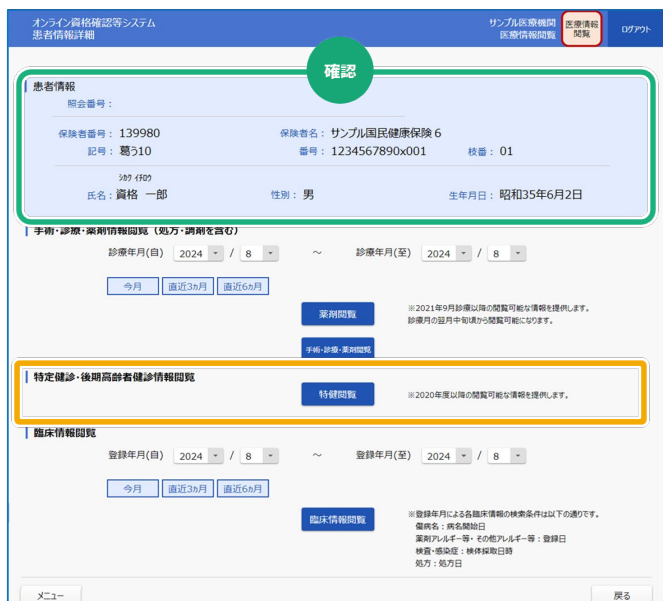 オンライン資格確認等システム
患者情報詳細
サンプル医療機関
医療情報閲覧
医療情報
閲覧
ログアウト
確認
患者情報
照会番号：
保険者番号： 139980 保険者名： サンプル国民健康保険６
記号： 葛う10 番号： 1234567890x001 枝番： 01
ｼｶｸ ｲﾁﾛｳ
氏名： 資格 一郎 性別： 男 生年月日： 昭和35年6月2日
手術・診療・薬剤情報閲覧（処方・調剤を含む）
診療年月(自) 2024 / 8 ～ 診療年月(至) 2024 / 8
今月 直近3ヵ月 直近6ヵ月
薬剤閲覧
※2021年9月診療以降の閲覧可能な情報を提供します。
診療月の翌月中旬頃から閲覧可能になります。
手術・診療・薬剤閲覧
特定健診・後期高齢者健診情報閲覧
特健閲覧 ※2020年度以降の閲覧可能な情報を提供します。
臨床情報閲覧
登録年月(自) 2024 / 8 ～ 登録年月(至) 2024 / 8
今月 直近3ヵ月 直近6ヵ月
臨床情報閲覧
※登録年月による各臨床情報の検索条件は以下の通りです。
傷病名：病名開始日
薬剤アレルギー等・その他アレルギー等：登録日
検査・感染症：検体採取日時
処方：処方日
メニュー 戻る